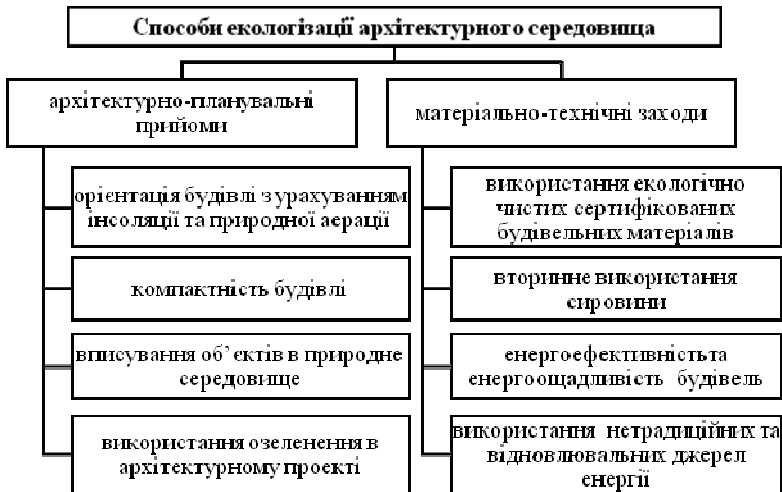 Способи екологізації архітектурного середовища
архітектурно-планувальні
прийоми
матеріально-технічні заходи
орієнтація будівлі з урахуванням
інсоляції та природної аерації
компактність будівлі
вписування об’єктів в природне
середовище
використання озеленення в
архітектурному проекті
використання екологічно
чистих сертифікованих
будівельних матеріалів
вторинне використання
сировини
енергоефективністьта
енергоощадливість будівель
використання нетрадиційних та
відновлювальних джерел
енергії